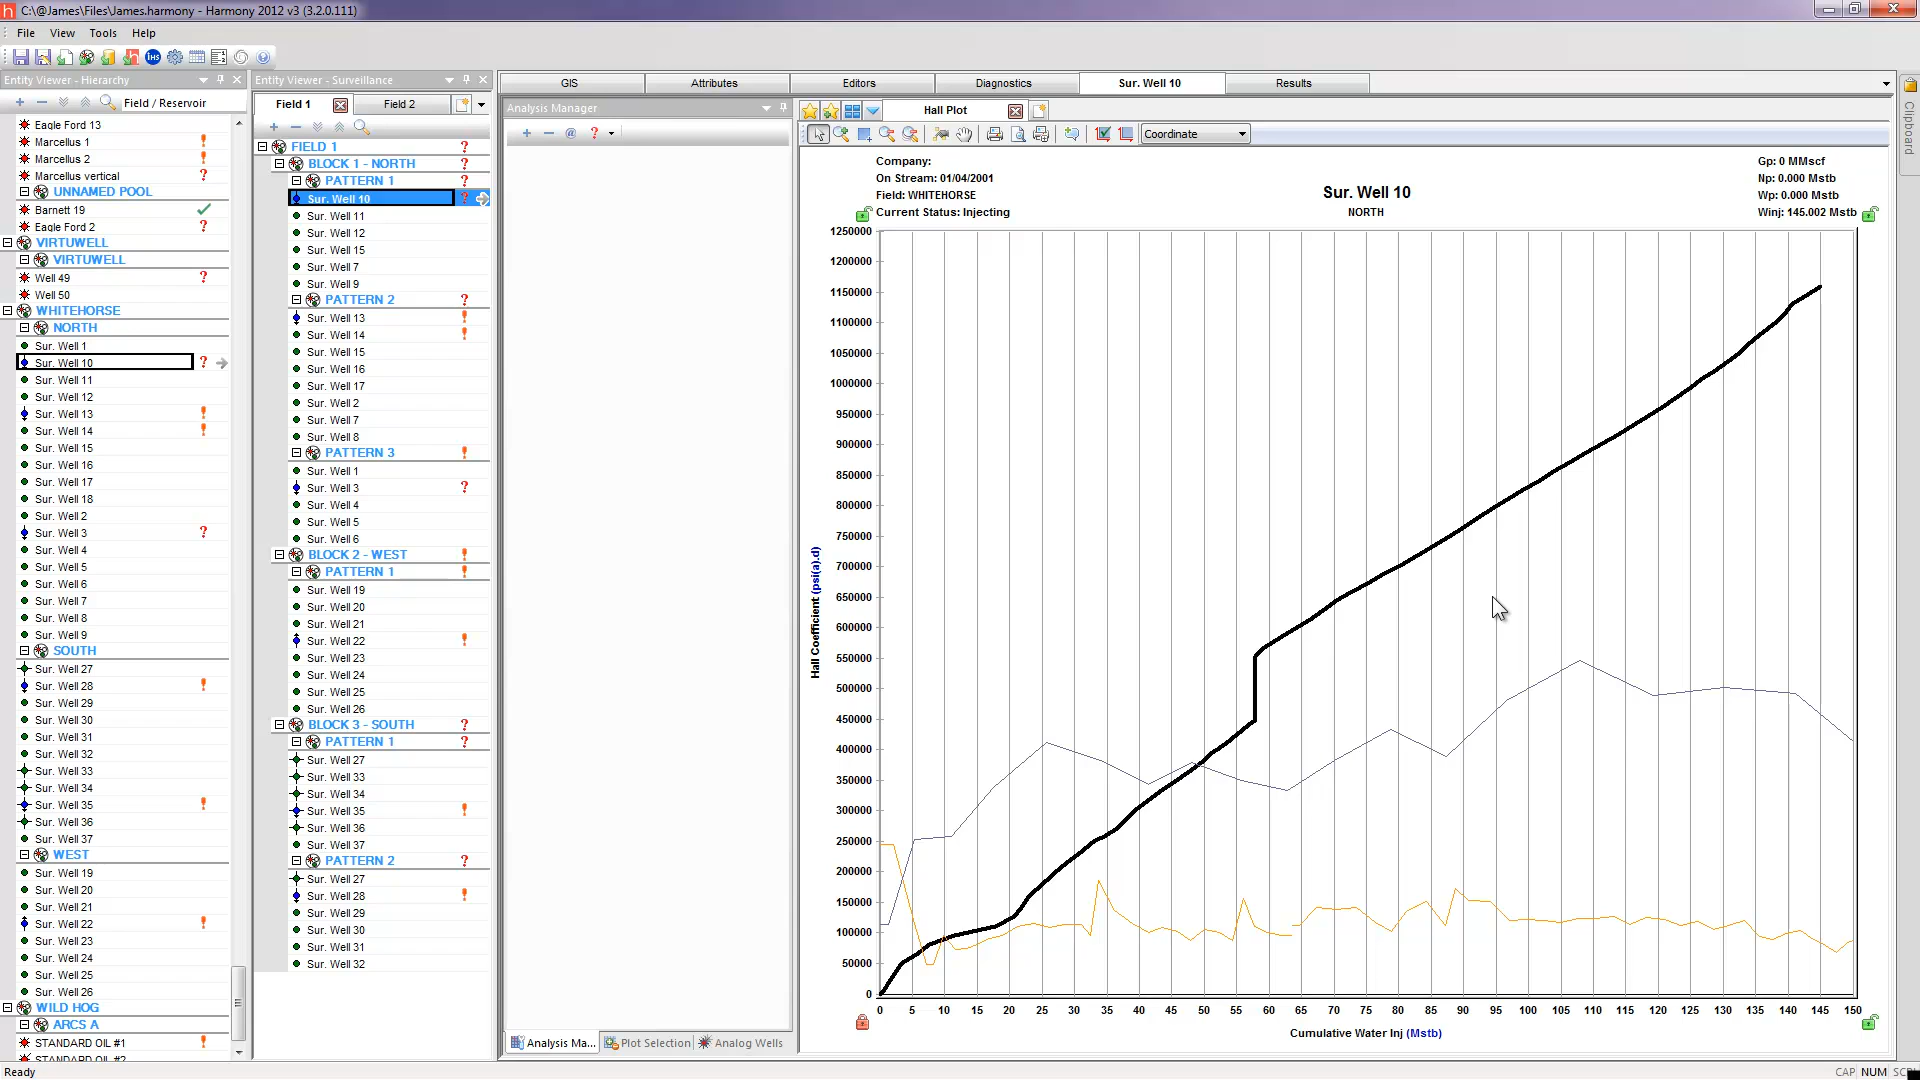 C:\@James\Files\James.harmony - Harmony 2012 v3 (3.2.0.111)
File View Tools Help
Entity Viewer - Hierarchy
Field / Reservoir
Eagle Ford 13
Marcellus 1
Marcellus 2
Marcellus vertical
UNNAMED POOL
Barnett 19
Eagle Ford 2
VIRTUWELL
VIRTUWELL
Well 49
Well 50
WHITEHORSE
NORTH
Sur. Well 1
Sur. Well 10
Sur. Well 11
Sur. Well 12
Sur. Well 13
Sur. Well 14
Sur. Well 15
Sur. Well 16
Sur. Well 17
Sur. Well 18
Sur. Well 2
Sur. Well 3
Sur. Well 4
Sur. Well 5
Sur. Well 6
Sur. Well 7
Sur. Well 8
Sur. Well 9
SOUTH
Sur. Well 27
Sur. Well 28
Sur. Well 29
Sur. Well 30
Sur. Well 31
Sur. Well 32
Sur. Well 33
Sur. Well 34
Sur. Well 35
Sur. Well 36
Sur. Well 37
WEST
Sur. Well 19
Sur. Well 20
Sur. Well 21
Sur. Well 22
Sur. Well 23
Sur. Well 24
Sur. Well 25
Sur. Well 26
WILD HOG
ARCS A
STANDARD OIL #1
STANDARD OIL #2
Entity Viewer - Surveillance
Field 1 Field 2
FIELD 1
BLOCK 1 - NORTH
PATTERN 1
Sur. Well 10
Sur. Well 11
Sur. Well 12
Sur. Well 15
Sur. Well 7
Sur. Well 9
PATTERN 2
Sur. Well 13
Sur. Well 14
Sur. Well 15
Sur. Well 16
Sur. Well 17
Sur. Well 2
Sur. Well 7
Sur. Well 8
PATTERN 3
Sur. Well 1
Sur. Well 3
Sur. Well 4
Sur. Well 5
Sur. Well 6
BLOCK 2 - WEST
PATTERN 1
Sur. Well 19
Sur. Well 20
Sur. Well 21
Sur. Well 22
Sur. Well 23
Sur. Well 24
Sur. Well 25
Sur. Well 26
BLOCK 3 - SOUTH
PATTERN 1
Sur. Well 27
Sur. Well 33
Sur. Well 34
Sur. Well 35
Sur. Well 36
Sur. Well 37
PATTERN 2
Sur. Well 27
Sur. Well 28
Sur. Well 29
Sur. Well 30
Sur. Well 31
Sur. Well 32
GIS Attributes Editors Diagnostics Sur. Well 10 Results
Analysis Manager
Analysis Ma... Plot Selection Analog Wells
Hall Plot
Coordinate
Company:
On Stream: 01/04/2001
Field: WHITEHORSE
Current Status: Injecting
Sur. Well 10
NORTH
Gp: 0 MMscf
Np: 0.000 Mstb
Wp: 0.000 Mstb
Winj: 145.002 Mstb
1250000
1200000
1150000
1100000
1050000
1000000
950000
900000
850000
800000
750000
700000
650000
600000
550000
500000
450000
400000
350000
300000
250000
200000
150000
100000
50000
0
Hall Coefficient (psi(a).d)
0 5 10 15 20 25 30 35 40 45 50 55 60 65 70 75 80 85 90 95 100 105 110 115 120 125 130 135 140 145 150
Cumulative Water Inj (Mstb)
Clipboard
Ready
CAP NUM